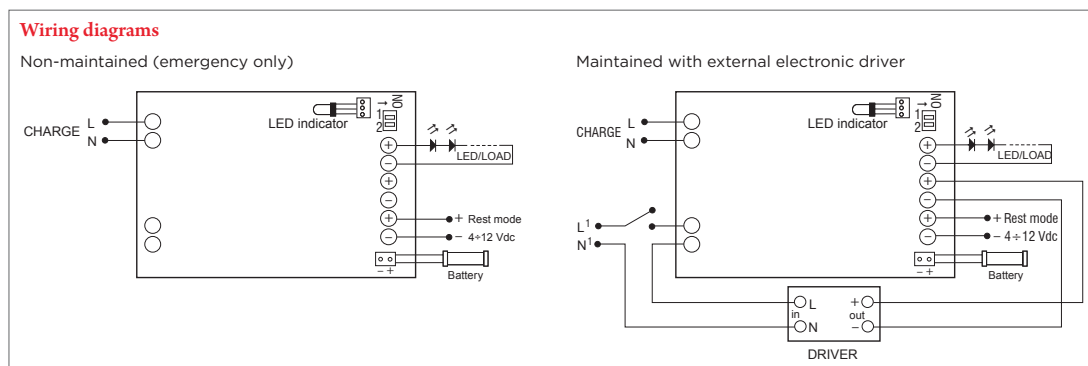 Wiring diagrams
Non-maintained (emergency only)
CHARGE
L
N
LED indicator
→
NO
1
2
+
−
LED/LOAD
+
−
+
+ Rest mode
−
− 4÷12 Vdc
− +
Battery
Maintained with external electronic driver
CHARGE
L
N
LED indicator
→
NO
1
2
+
−
LED/LOAD
+
−
+
+ Rest mode
−
− 4÷12 Vdc
− +
Battery
L1
N1
L
+
in
out
N
−
DRIVER